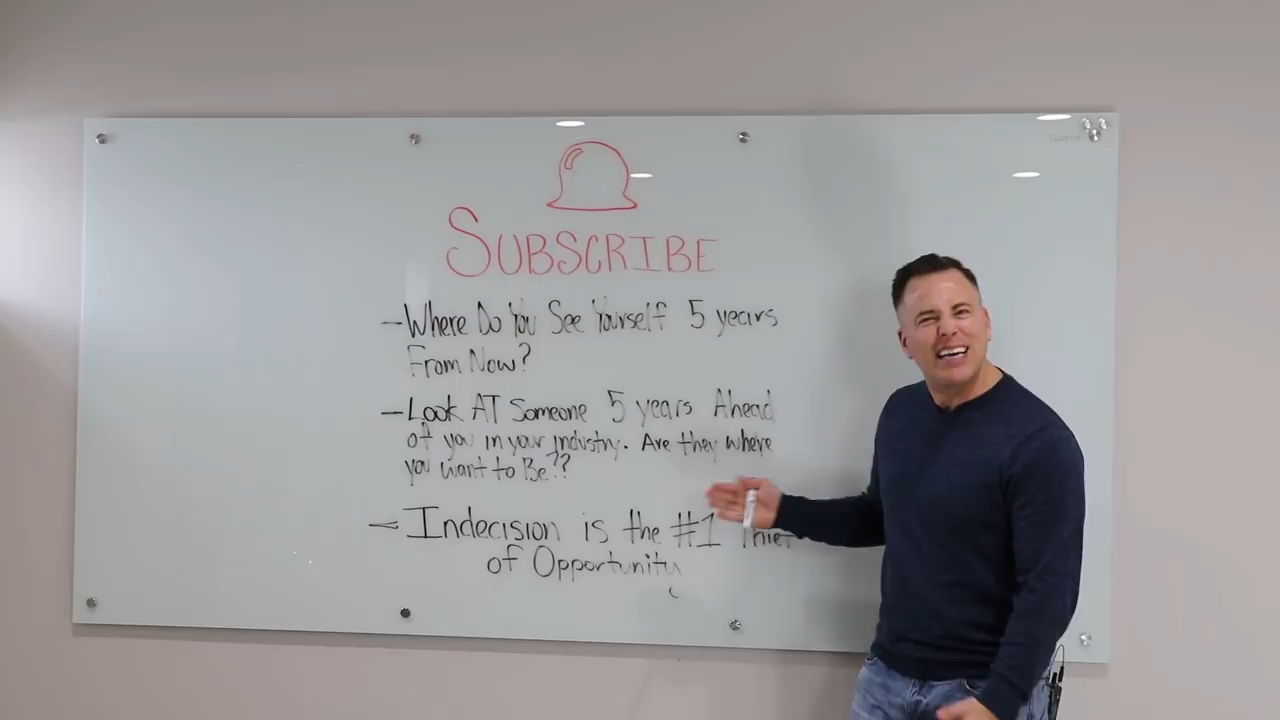 SUBSCRIBE
- Where Do You See Yourself 5 years
From Now?
- Look AT Someone 5 years Ahead
of you in your industry. Are they where
you want to Be??
- Indecision is the #1 Thief
of Opportunity